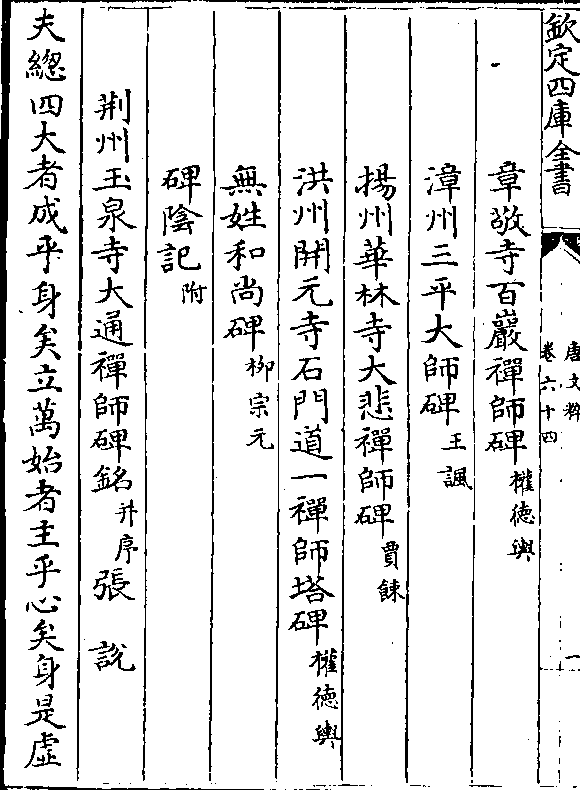 欽定四庫全書
唐文粹
卷六十四
一
章敬寺百巖禪師碑 權德輿
漳州三平大師碑 王諷
揚州華林寺大悲禪師碑 賈餗
洪州開元寺石門道一禪師塔碑 權德輿
無姓和尚碑 柳宗元
碑陰記 附
荆州玉泉寺大通禪師碑銘 并序 張說
夫總四大者成乎身矣立萬始者主乎心矣身是虛